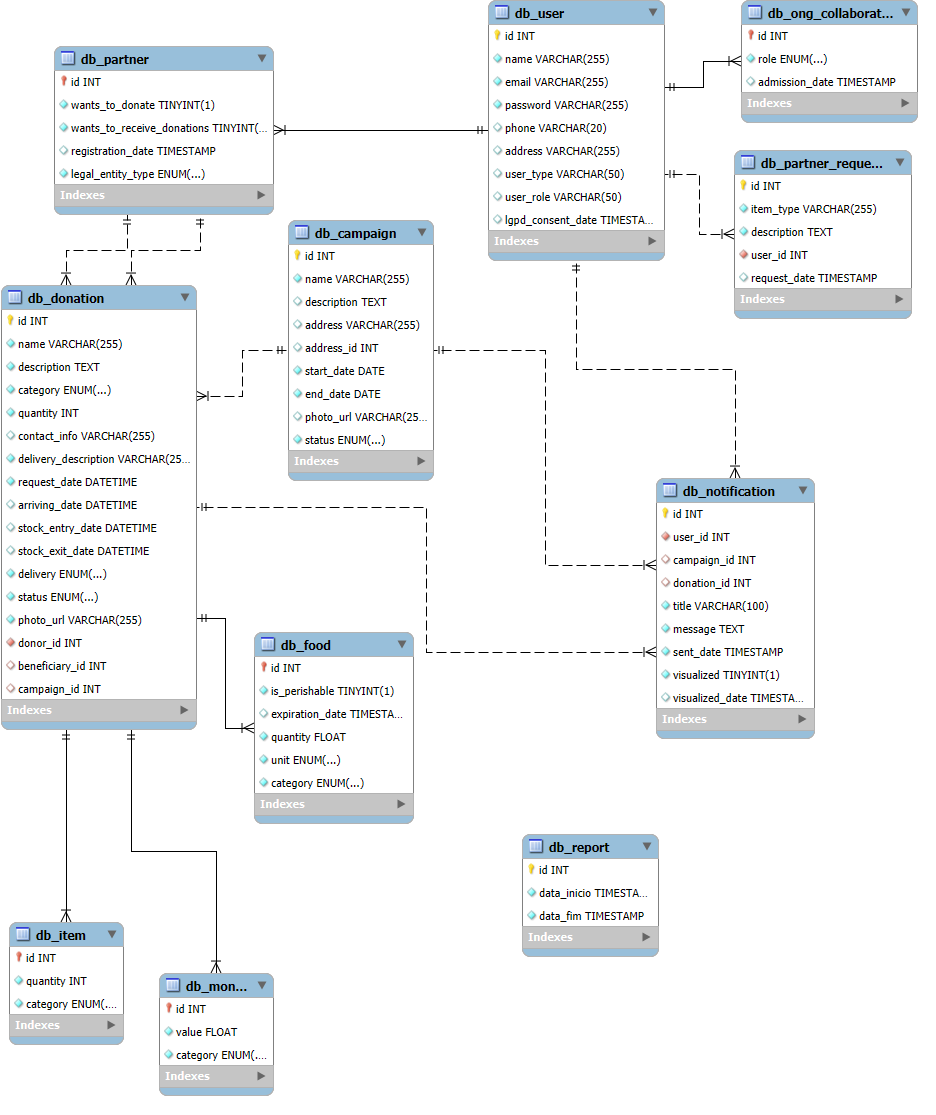 db_user
id INT
name VARCHAR(255)
email VARCHAR(255)
password VARCHAR(255)
phone VARCHAR(20)
address VARCHAR(255)
user_type VARCHAR(50)
user_role VARCHAR(50)
lgpd_consent_date TIMESTA...
Indexes
db_ong_collaborat...
id INT
role ENUM(...)
admission_date TIMESTAMP
Indexes
db_partner
id INT
wants_to_donate TINYINT(1)
wants_to_receive_donations TINYINT(...
registration_date TIMESTAMP
legal_entity_type ENUM(...)
Indexes
db_partner_reque...
id INT
item_type VARCHAR(255)
description TEXT
user_id INT
request_date TIMESTAMP
Indexes
db_campaign
id INT
name VARCHAR(255)
description TEXT
address VARCHAR(255)
address_id INT
start_date DATE
end_date DATE
photo_url VARCHAR(25...
status ENUM(...)
Indexes
db_donation
id INT
name VARCHAR(255)
description TEXT
category ENUM(...)
quantity INT
contact_info VARCHAR(255)
delivery_description VARCHAR(25...
request_date DATETIME
arriving_date DATETIME
stock_entry_date DATETIME
stock_exit_date DATETIME
delivery ENUM(...)
status ENUM(...)
photo_url VARCHAR(255)
donor_id INT
beneficiary_id INT
campaign_id INT
Indexes
db_notification
id INT
user_id INT
campaign_id INT
donation_id INT
title VARCHAR(100)
message TEXT
sent_date TIMESTAMP
visualized TINYINT(1)
visualized_date TIMESTA...
Indexes
db_food
id INT
is_perishable TINYINT(1)
expiration_date TIMESTA...
quantity FLOAT
unit ENUM(...)
category ENUM(...)
Indexes
db_report
id INT
data_inicio TIMESTA...
data_fim TIMESTAMP
Indexes
db_item
id INT
quantity INT
category ENUM(....
Indexes
db_mon...
id INT
value FLOAT
category ENUM(....
Indexes